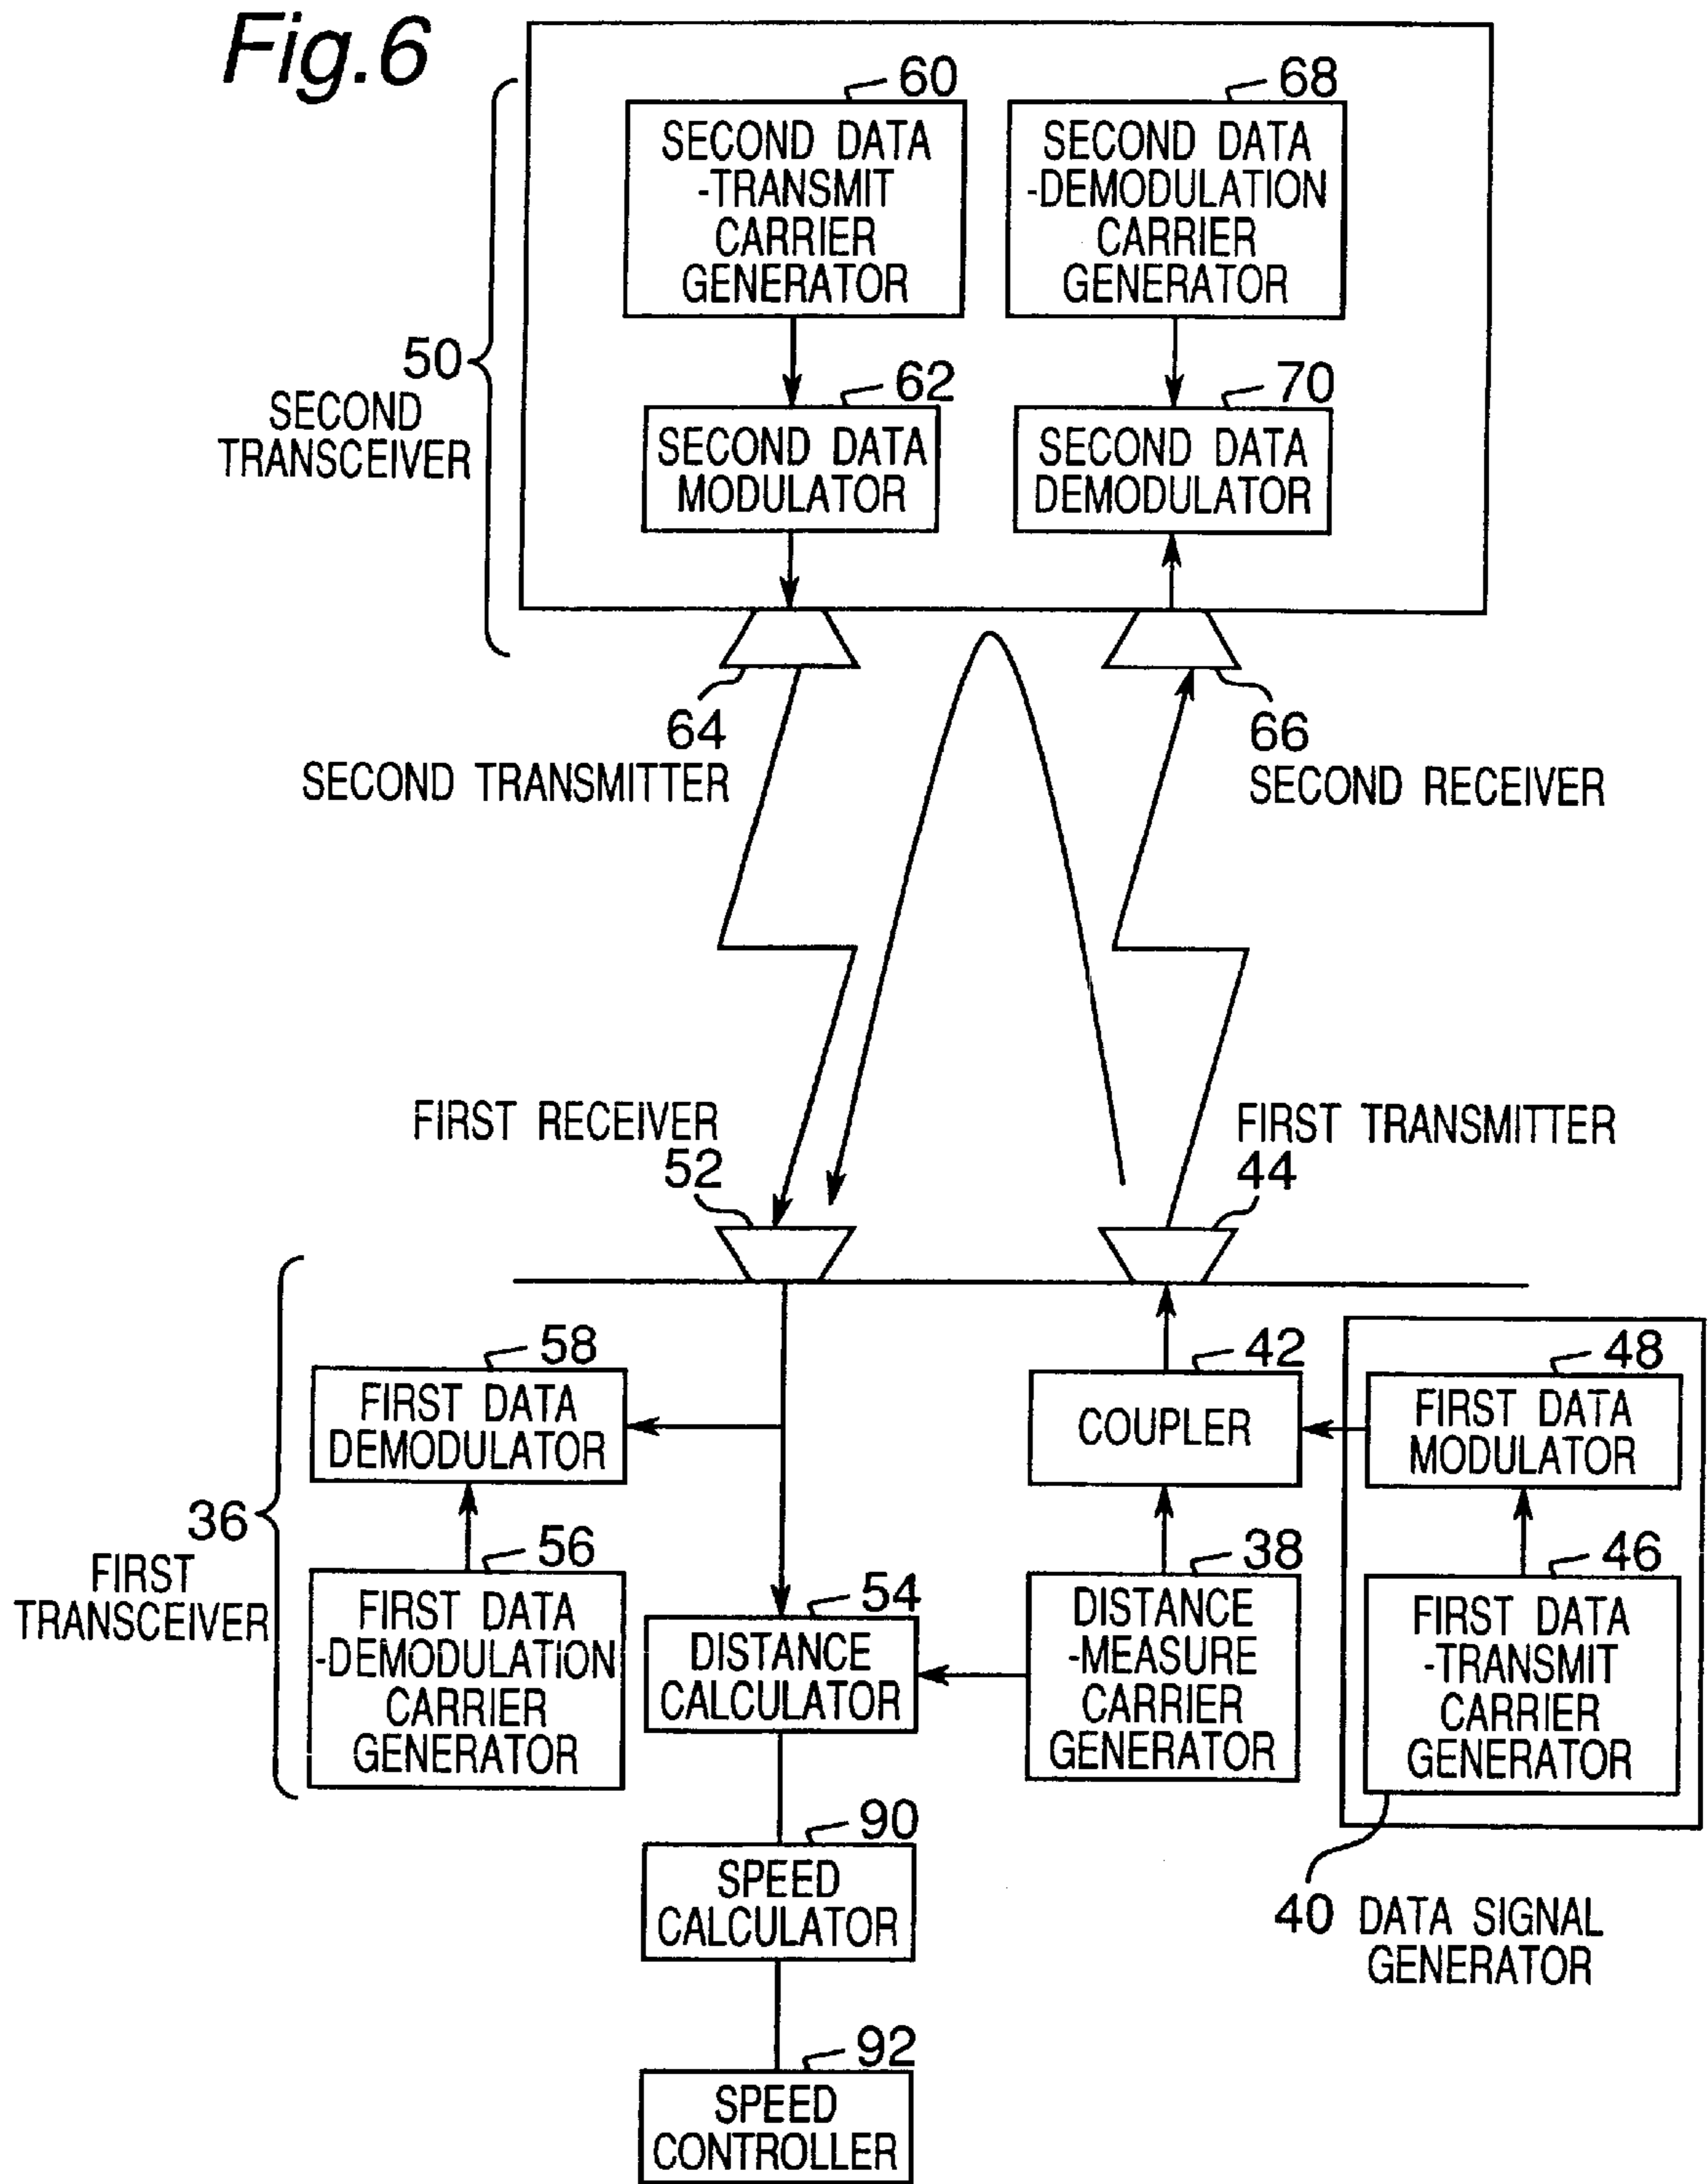 Fig.6
60
SECOND DATA
-TRANSMIT
CARRIER
GENERATOR
68
SECOND DATA
-DEMODULATION
CARRIER
GENERATOR
50
SECOND
TRANSCEIVER
62
SECOND DATA
MODULATOR
70
SECOND DATA
DEMODULATOR
64
SECOND TRANSMITTER
66
SECOND RECEIVER
FIRST RECEIVER
52
FIRST TRANSMITTER
44
58
FIRST DATA
DEMODULATOR
42
COUPLER
48
FIRST DATA
MODULATOR
36
FIRST
TRANSCEIVER
56
FIRST DATA
-DEMODULATION
CARRIER
GENERATOR
54
DISTANCE
CALCULATOR
38
DISTANCE
-MEASURE
CARRIER
GENERATOR
46
FIRST DATA
-TRANSMIT
CARRIER
GENERATOR
90
SPEED
CALCULATOR
40 DATA SIGNAL
GENERATOR
92
SPEED
CONTROLLER